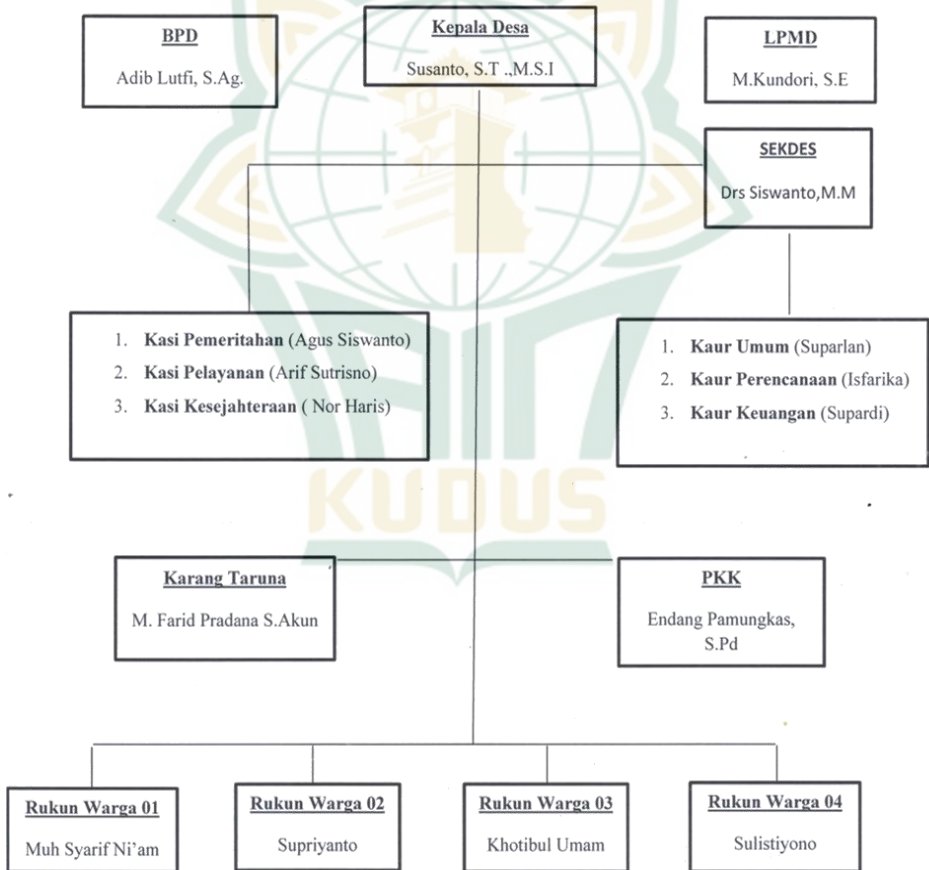 BPD
Adib Lutfi, S.Ag.
Kepala Desa
Susanto, S.T .,M.S.I
LPMD
M.Kundori, S.E
SEKDES
Drs Siswanto,M.M
1. Kasi Pemeritahan (Agus Siswanto)
2. Kasi Pelayanan (Arif Sutrisno)
3. Kasi Kesejahteraan ( Nor Haris)
1. Kaur Umum (Suparlan)
2. Kaur Perencanaan (Isfarika)
3. Kaur Keuangan (Supardi)
KUDUS
Karang Taruna
M. Farid Pradana S.Akun
PKK
Endang Pamungkas,
S.Pd
Rukun Warga 01
Muh Syarif Ni’am
Rukun Warga 02
Supriyanto
Rukun Warga 03
Khotibul Umam
Rukun Warga 04
Sulistiyono